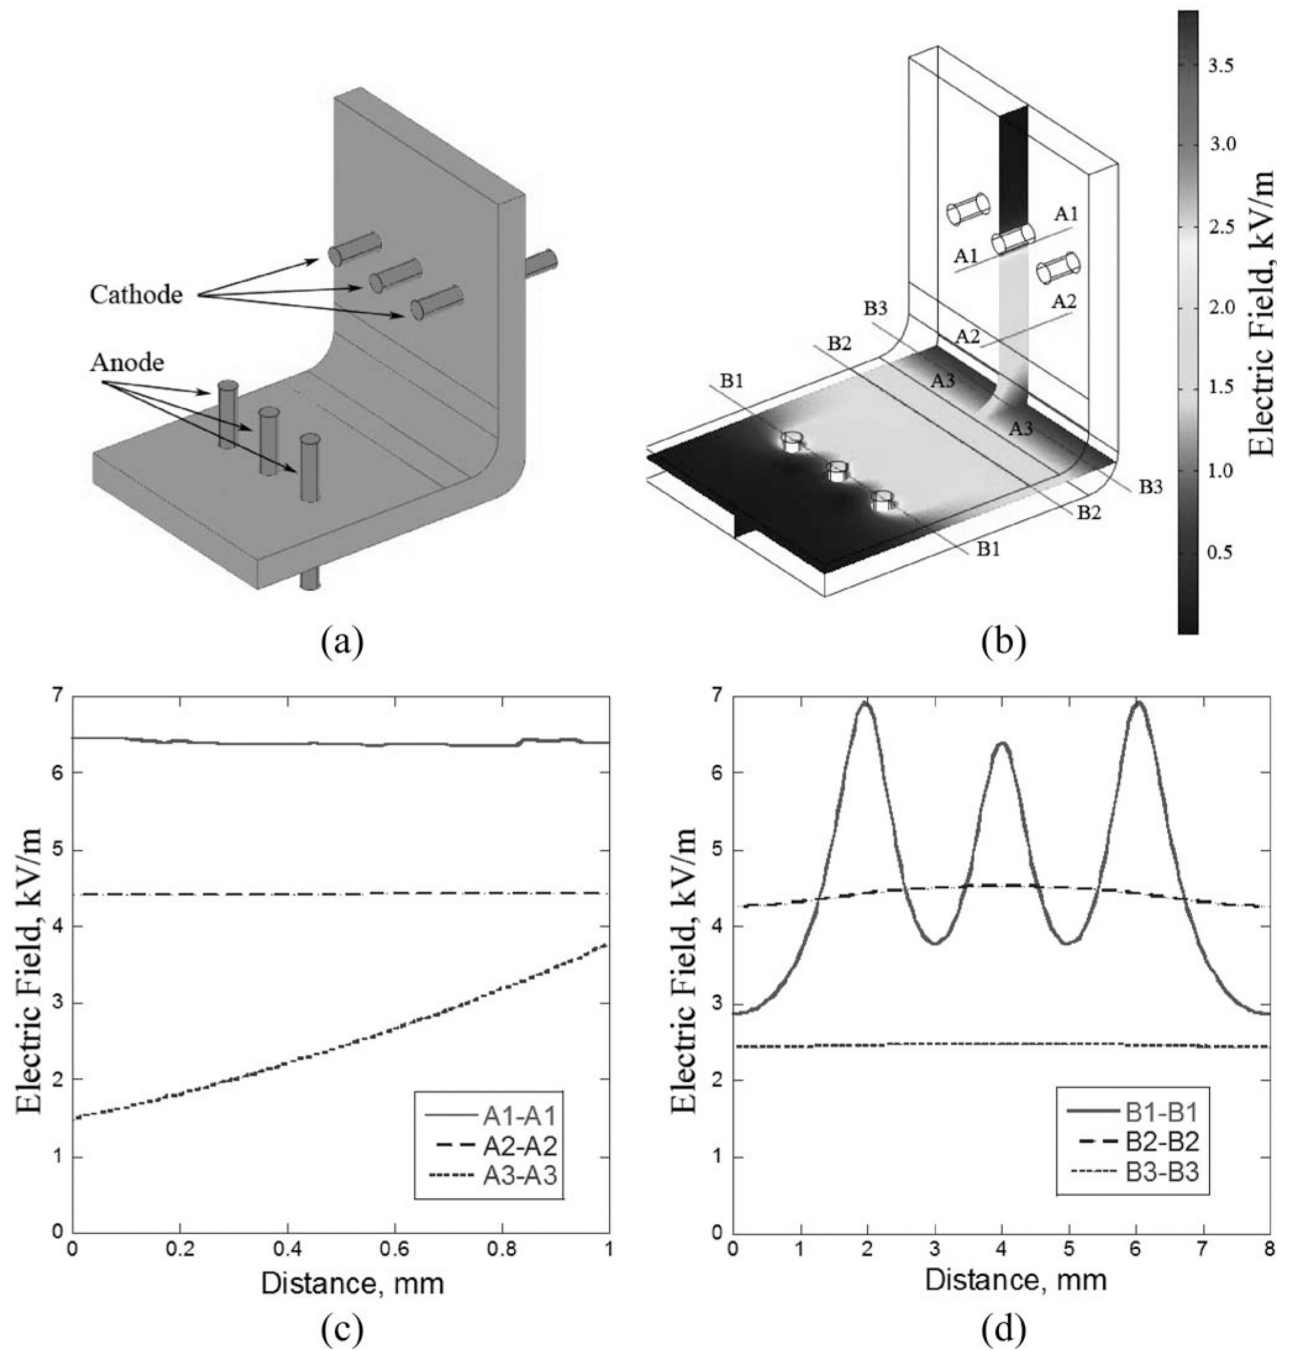 Cathode
Anode
(a)
A1
A1
A2
A2
A3
A3
B3
B2
B1
B3
B2
B1
3.5
3.0
2.5
2.0
1.5
1.0
0.5
Electric Field, kV/m
(b)
7
6
5
4
3
2
1
0
Electric Field, kV/m
A1-A1
A2-A2
A3-A3
0 0.2 0.4 0.6 0.8 1
Distance, mm
(c)
7
6
5
4
3
2
1
0
Electric Field, kV/m
B1-B1
B2-B2
B3-B3
0 1 2 3 4 5 6 7 8
Distance, mm
(d)